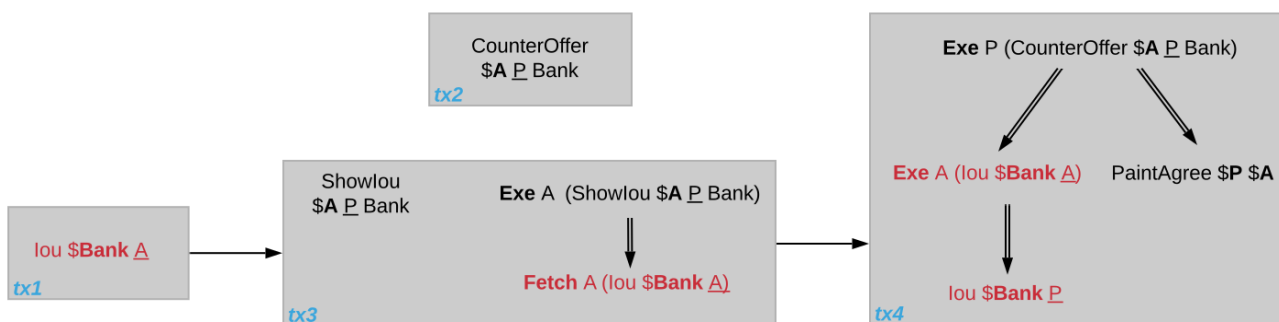 CounterOffer
$A P Bank
tx2
Iou $Bank A
tx1
ShowIou
$A P Bank
Exe A (ShowIou $A P Bank)
Fetch A (Iou $Bank A)
tx3
Exe P (CounterOffer $A P Bank)
Exe A (Iou $Bank A)
PaintAgree $P $A
Iou $Bank P
tx4